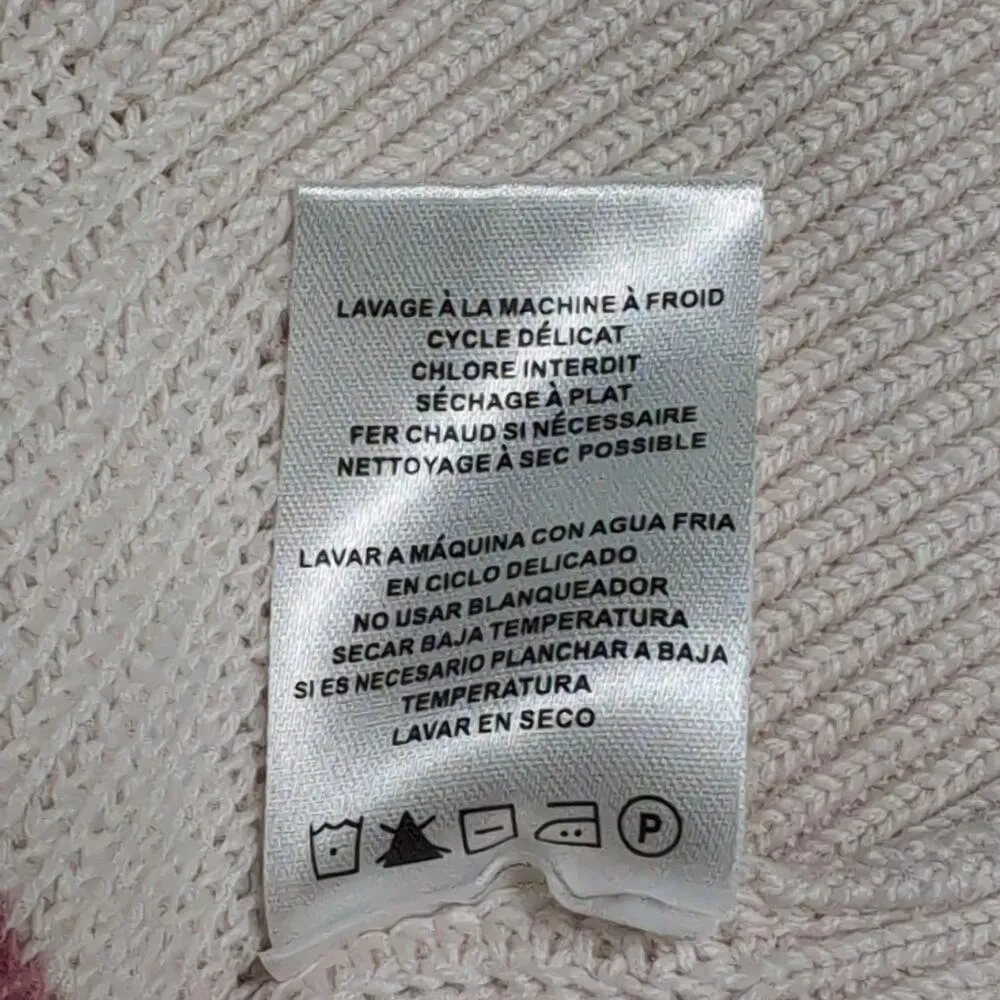 LAVAGE À LA MACHINE À FROID
CYCLE DÉLICAT
CHLORE INTERDIT
SÉCHAGE À PLAT
FER CHAUD SI NÉCESSAIRE
NETTOYAGE À SEC POSSIBLE
LAVAR A MÁQUINA CON AGUA FRIA
EN CICLO DELICADO
NO USAR BLANQUEADOR
SECAR BAJA TEMPERATURA
SI ES NECESARIO PLANCHAR A BAJA
TEMPERATURA
LAVAR EN SECO
P